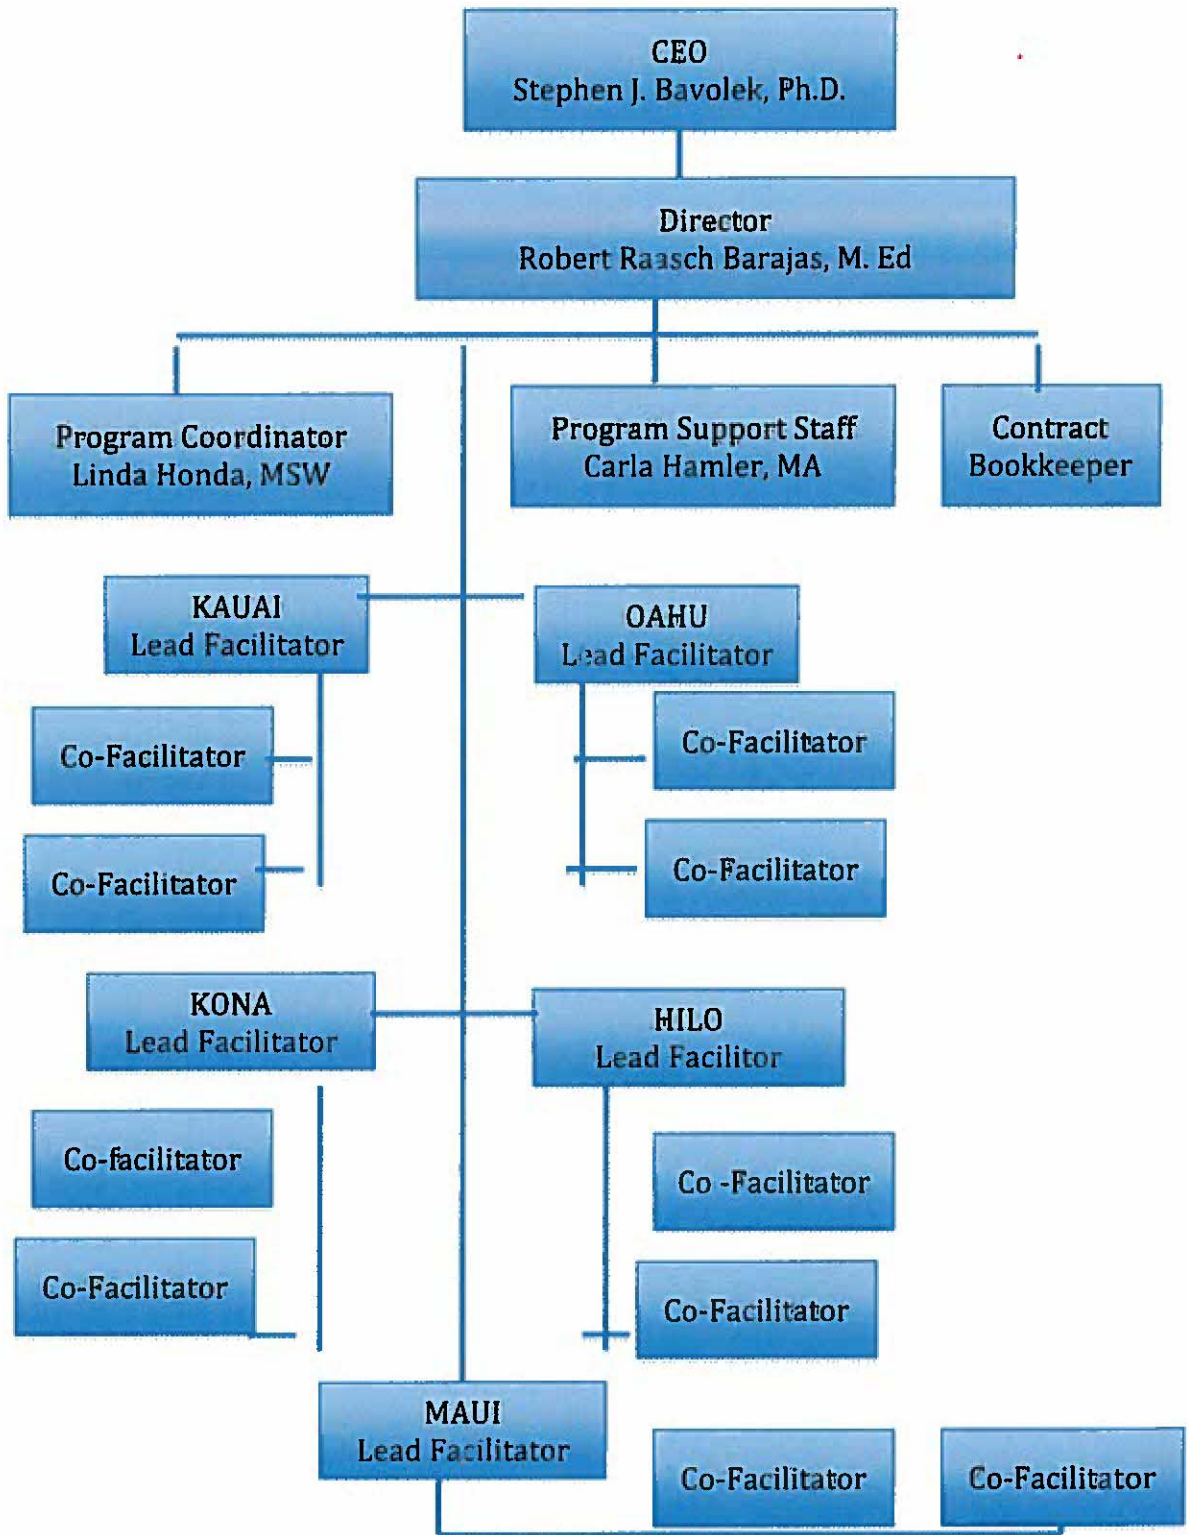 CEO
Stephen J. Bavolek, Ph.D.
Director
Robert Raasch Barajas, M. Ed
Program Coordinator
Linda Honda, MSW
Program Support Staff
Carla Hamler, MA
Contract
Bookkeeper
KAUAI
Lead Facilitator
OAHU
Lead Facilitator
Co-Facilitator
Co-Facilitator
Co-Facilitator
Co-Facilitator
KONA
Lead Facilitator
HILO
Lead Facilitor
Co-facilitator
Co -Facilitator
Co-Facilitator
Co-Facilitator
MAUI
Lead Facilitator
Co-Facilitator
Co-Facilitator